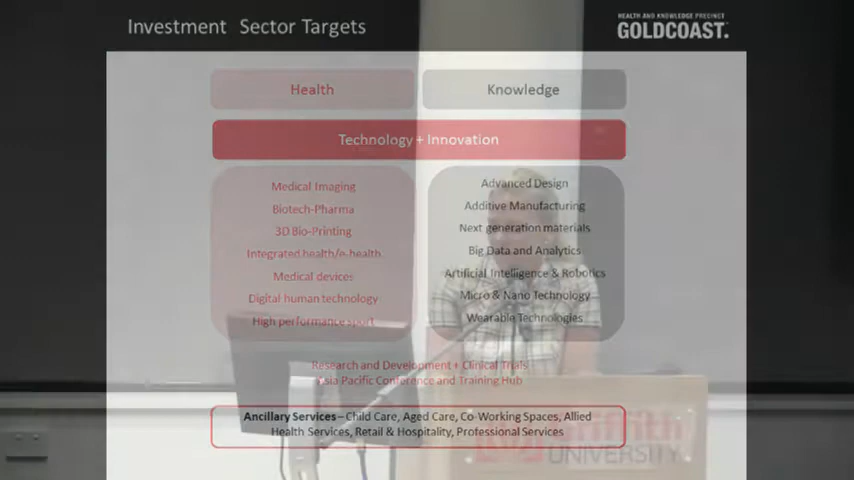 Investment Sector Targets
HEALTH AND KNOWLEDGE PRECINCT
GOLDCOAST.
Health
Knowledge
Technology + Innovation
Medical Imaging
Biotech-Pharma
3D Bio-Printing
Integrated health/e-health
Medical devices
Digital human technology
High performance sport
Advanced Design
Additive Manufacturing
Next generation materials
Big Data and Analytics
Artificial Intelligence & Robotics
Micro & Nano Technology
Wearable Technologies
Research and Development + Clinical Trials
Asia Pacific Conference and Training Hub
Ancillary Services – Child Care, Aged Care, Co-Working Spaces, Allied
Health Services, Retail & Hospitality, Professional Services
Griffith
UNIVERSITY